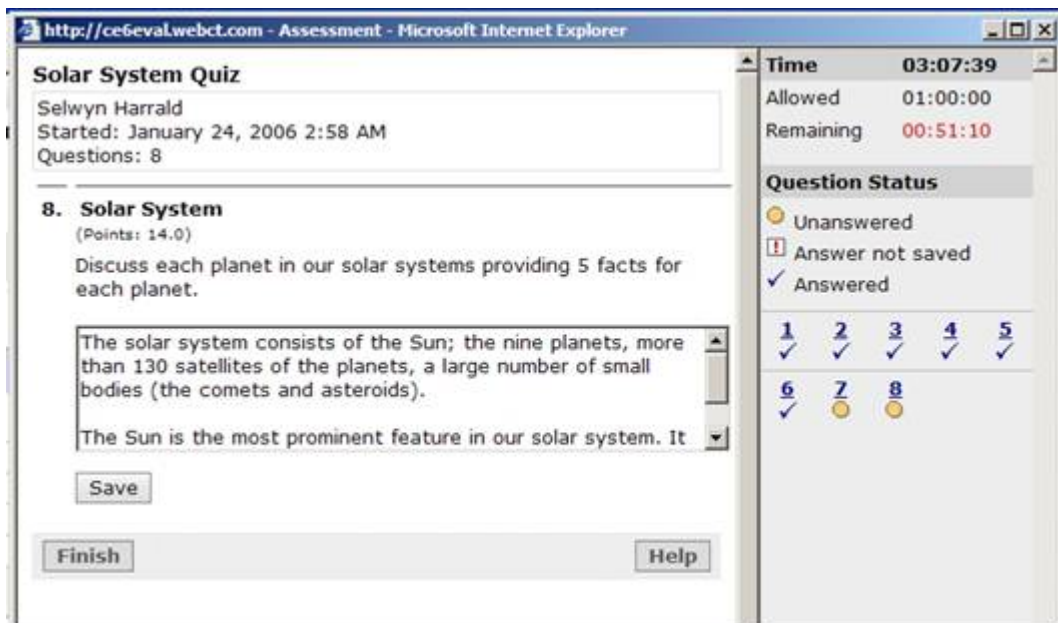 http://ce6eval.webct.com - Assessment - Microsoft Internet Explorer
Solar System Quiz
Selwyn Harrald
Started: January 24, 2006 2:58 AM
Questions: 8
8. Solar System
(Points: 14.0)
Discuss each planet in our solar systems providing 5 facts for
each planet.
The solar system consists of the Sun; the nine planets, more
than 130 satellites of the planets, a large number of small
bodies (the comets and asteroids).
The Sun is the most prominent feature in our solar system. It
Save
Finish Help
Time 03:07:39
Allowed 01:00:00
Remaining 00:51:10
Question Status
Unanswered
! Answer not saved
Answered
1 2 3 4 5
6 7 8